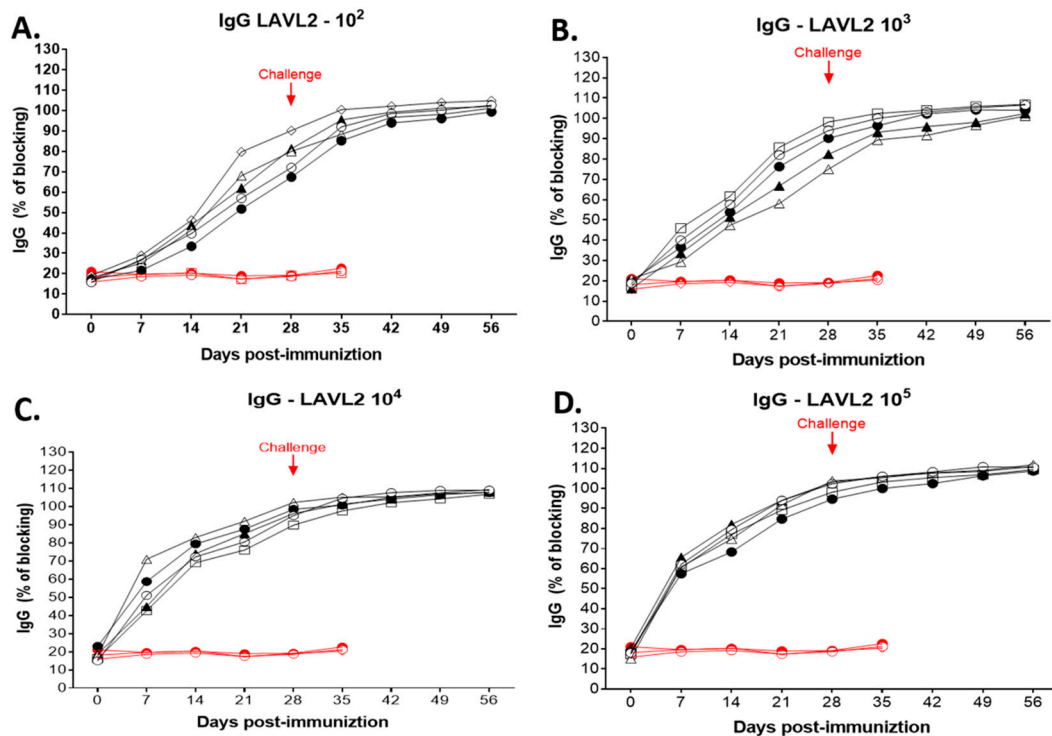 A.
IgG LAVL2 - 10²
Challenge
IgG (% of blocking)
130
120
110
100
90
80
70
60
50
40
30
20
10
0
0 7 14 21 28 35 42 49 56
Days post-immuniztion
B.
IgG - LAVL2 10³
Challenge
IgG (% of blocking)
130
120
110
100
90
80
70
60
50
40
30
20
10
0
0 7 14 21 28 35 42 49 56
Days post-immuniztion
C.
IgG - LAVL2 10⁴
Challenge
IgG (% of blocking)
130
120
110
100
90
80
70
60
50
40
30
20
10
0
0 7 14 21 28 35 42 49 56
Days post-immuniztion
D.
IgG - LAVL2 10⁵
Challenge
IgG (% of blocking)
130
120
110
100
90
80
70
60
50
40
30
20
10
0
0 7 14 21 28 35 42 49 56
Days post-immuniztion